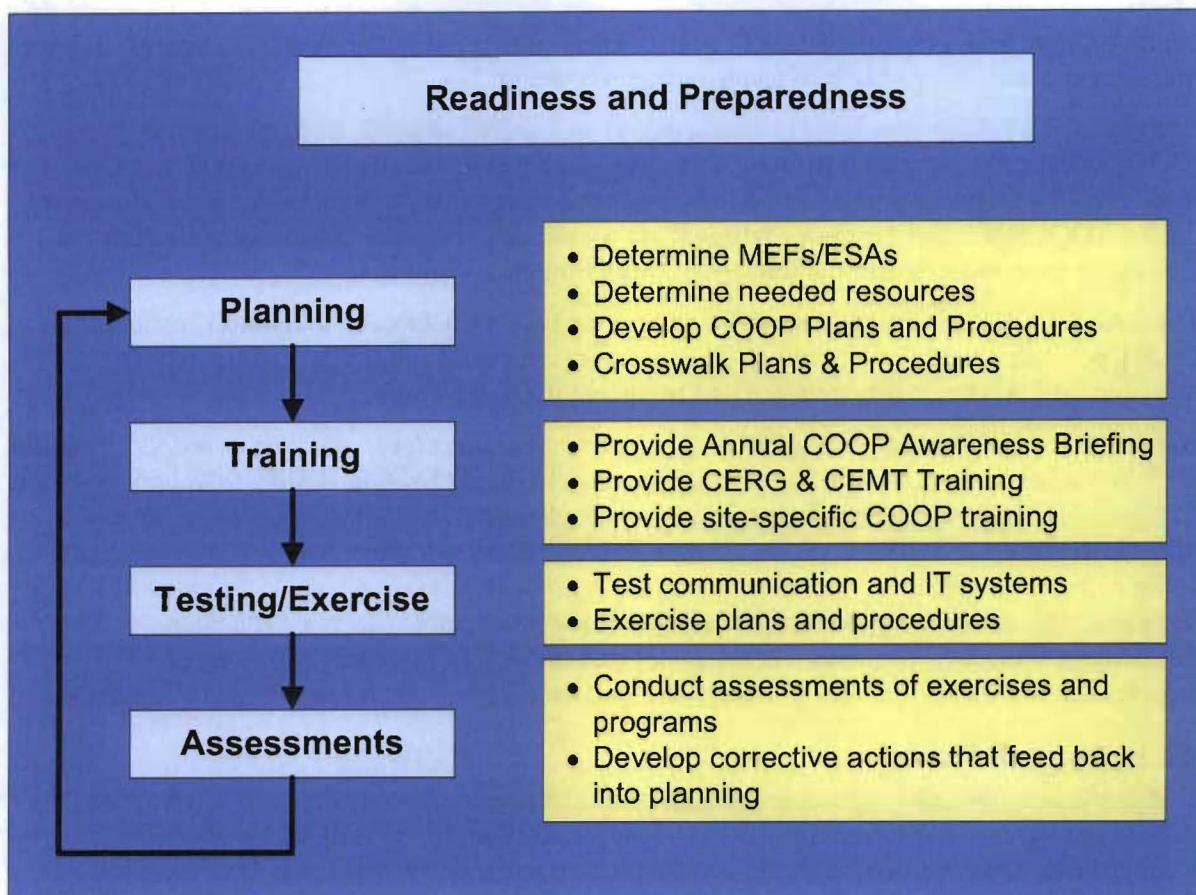 Readiness and Preparedness
Planning
• Determine MEFs/ESAs
• Determine needed resources
• Develop COOP Plans and Procedures
• Crosswalk Plans & Procedures
Training
• Provide Annual COOP Awareness Briefing
• Provide CERG & CEMT Training
• Provide site-specific COOP training
Testing/Exercise
• Test communication and IT systems
• Exercise plans and procedures
Assessments
• Conduct assessments of exercises and
programs
• Develop corrective actions that feed back
into planning